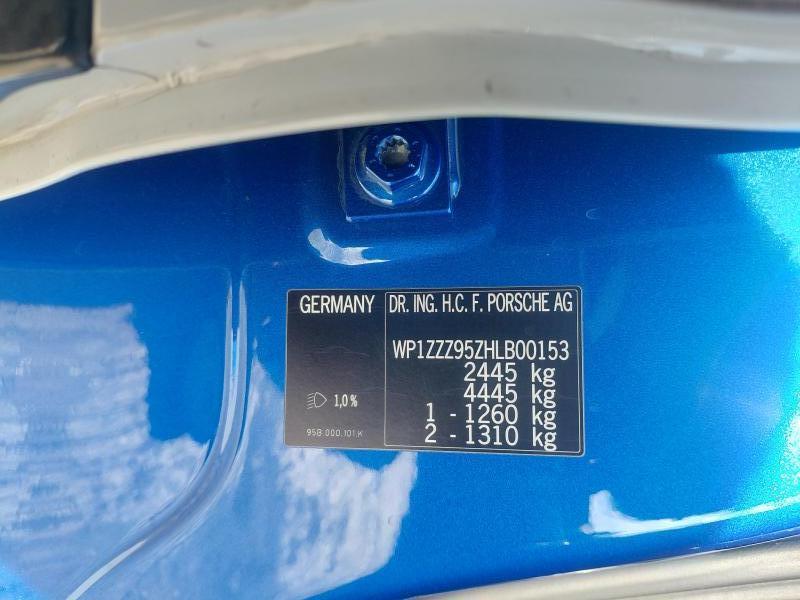 GERMANY
DR. ING. H.C. F. PORSCHE AG
WP1ZZZ95ZHLB00153
2445 kg
4445 kg
1 - 1260 kg
2 - 1310 kg
1,0%
95B.000.101.K